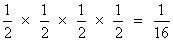 1/2 × 1/2 × 1/2 × 1/2 = 1/16